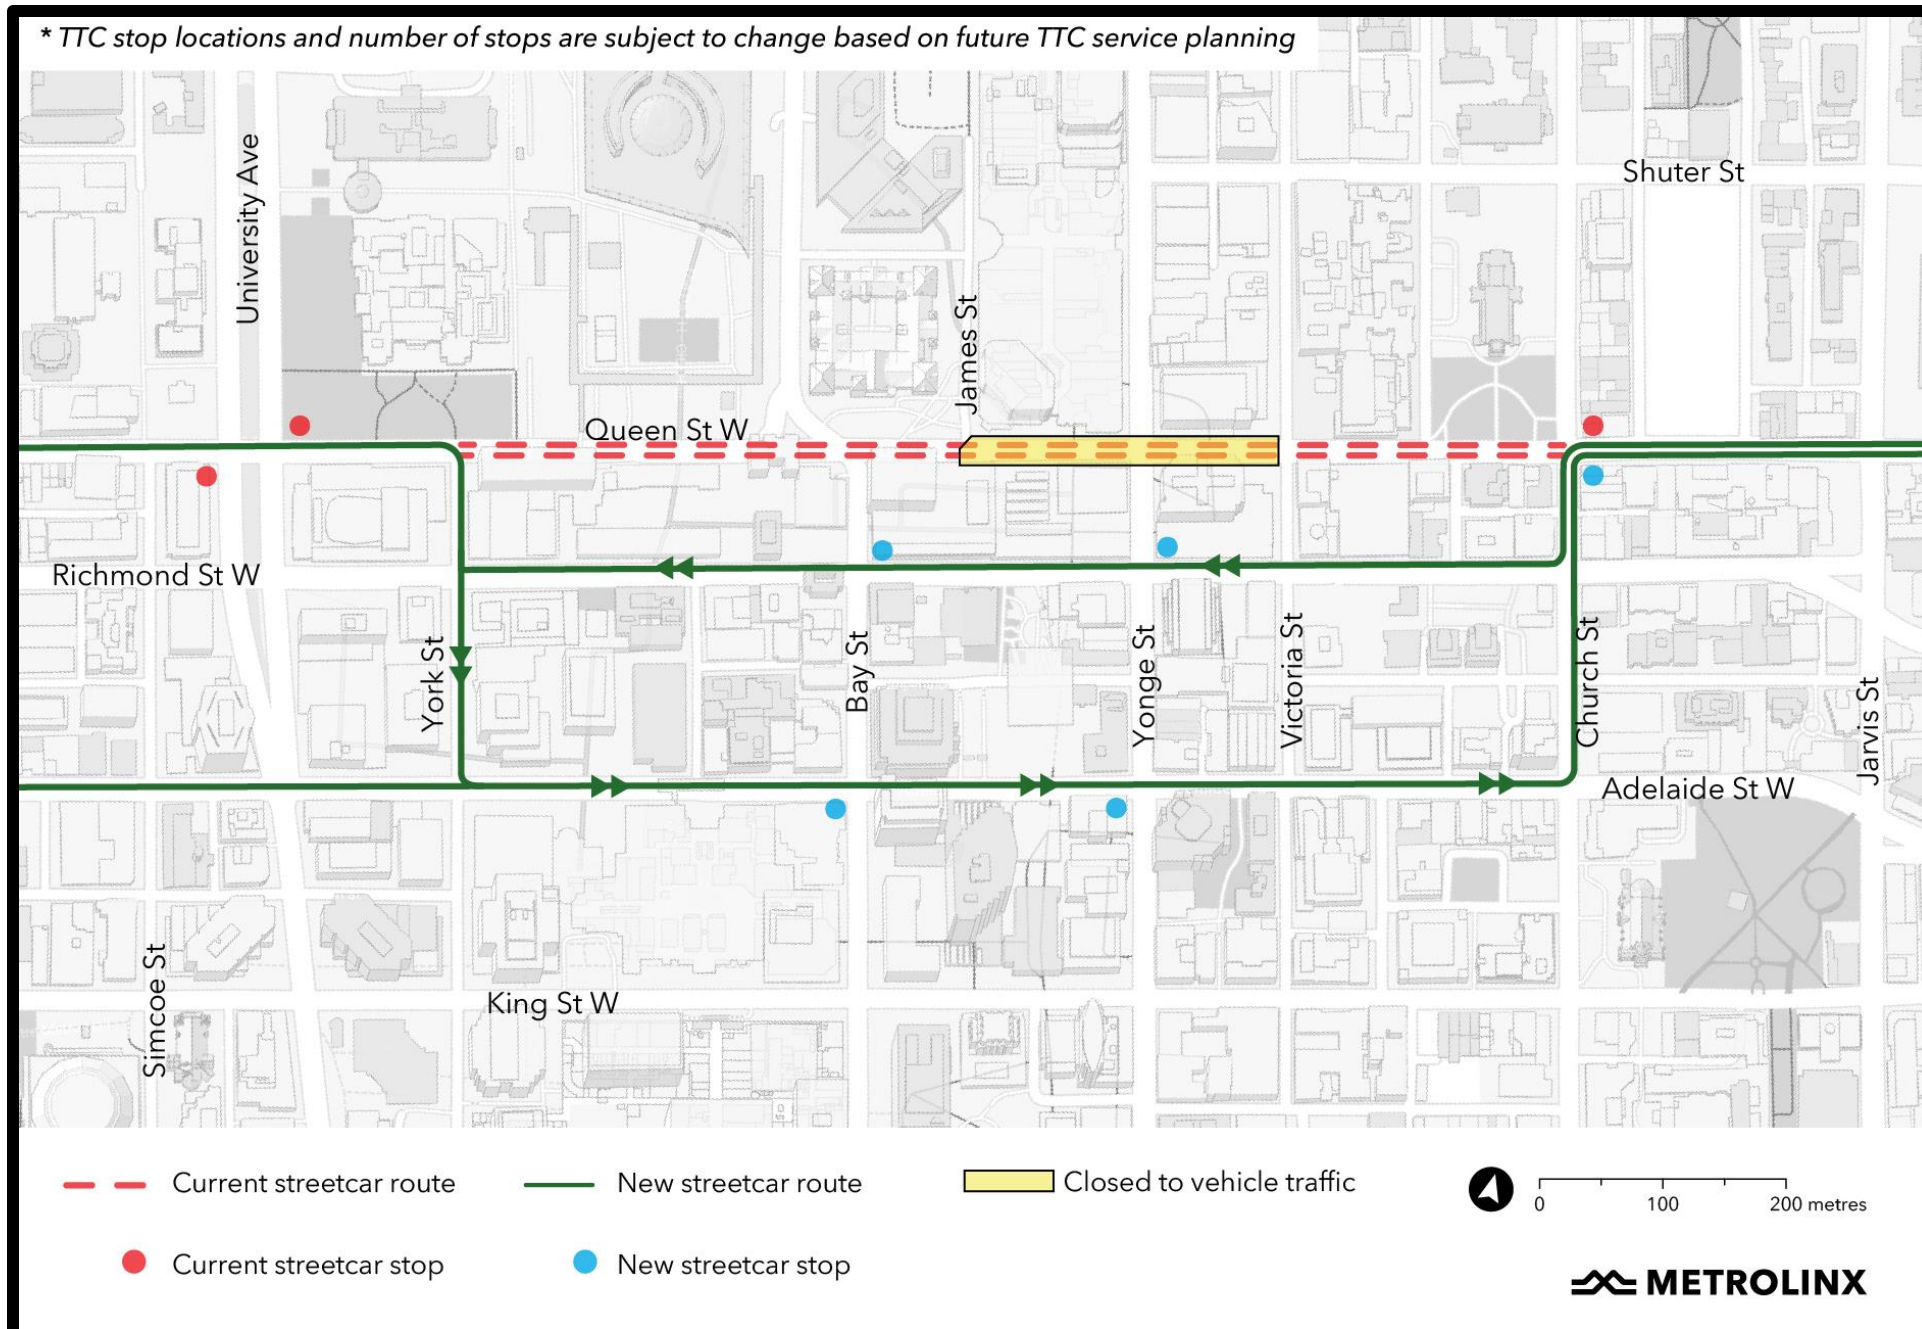 * TTC stop locations and number of stops are subject to change based on future TTC service planning
Shuter St
University Ave
James St
Queen St W
Richmond St W
York St
Bay St
Yonge St
Victoria St
Church St
Jarvis St
Adelaide St W
Simcoe St
King St W
Current streetcar route
New streetcar route
Closed to vehicle traffic
0 100 200 metres
Current streetcar stop
New streetcar stop
METROLINX